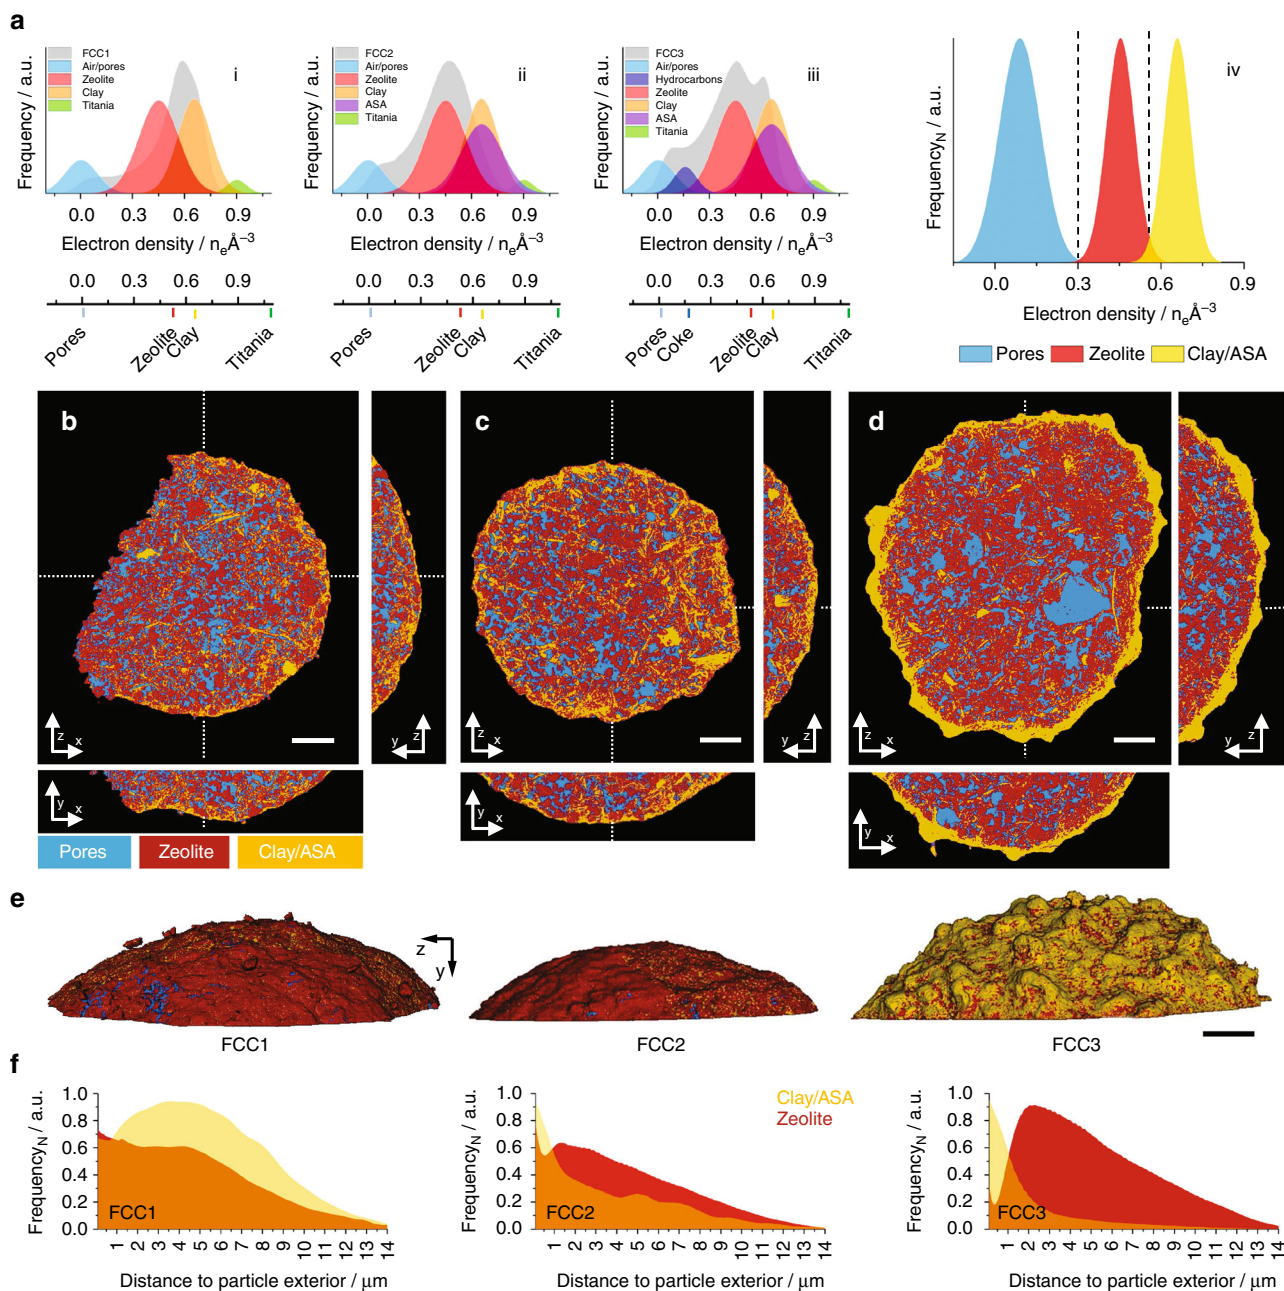 a
Frequency / a.u.
FCC1
Air/pores
Zeolite
Clay
Titania
i
0.0 0.3 0.6 0.9
Electron density / nₑÅ⁻³
0.0 0.3 0.6 0.9
Pores Zeolite Clay Titania
Frequency / a.u.
FCC2
Air/pores
Zeolite
Clay
ASA
Titania
ii
0.0 0.3 0.6 0.9
Electron density / nₑÅ⁻³
0.0 0.3 0.6 0.9
Pores Zeolite Clay Titania
Frequency / a.u.
FCC3
Air/pores
Hydrocarbons
Zeolite
Clay
ASA
Titania
iii
0.0 0.3 0.6 0.9
Electron density / nₑÅ⁻³
0.0 0.3 0.6 0.9
Pores Coke Zeolite Clay Titania
Frequency_N / a.u.
iv
0.0 0.3 0.6 0.9
Electron density / nₑÅ⁻³
Pores Zeolite Clay/ASA
b
z x
y z
y x
c
z x
y z
y x
d
z x
y z
y x
Pores Zeolite Clay/ASA
e
z
y
FCC1 FCC2 FCC3
f
Frequency_N / a.u.
1.0
0.8
0.6
0.4
0.2
0.0
FCC1
1 2 3 4 5 6 7 8 9 10 11 12 13 14
Distance to particle exterior / μm
Frequency_N / a.u.
1.0
0.8
0.6
0.4
0.2
0.0
Clay/ASA
Zeolite
FCC2
1 2 3 4 5 6 7 8 9 10 11 12 13 14
Distance to particle exterior / μm
Frequency_N / a.u.
1.0
0.8
0.6
0.4
0.2
0.0
FCC3
1 2 3 4 5 6 7 8 9 10 11 12 13 14
Distance to particle exterior / μm